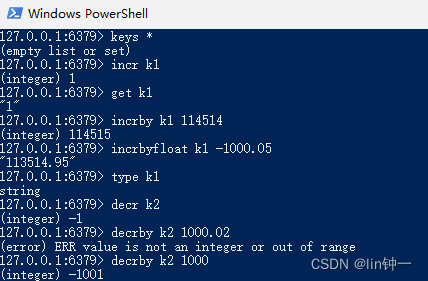 Windows PowerShell
127.0.0.1:6379> keys *
(empty list or set)
127.0.0.1:6379> incr k1
(integer) 1
127.0.0.1:6379> get k1
"1"
127.0.0.1:6379> incrby k1 114514
(integer) 114515
127.0.0.1:6379> incrbyfloat k1 -1000.05
"113514.95"
127.0.0.1:6379> type k1
string
127.0.0.1:6379> decr k2
(integer) -1
127.0.0.1:6379> decrby k2 1000.02
(error) ERR value is not an integer or out of range
127.0.0.1:6379> decrby k2 1000
(integer) -1001
CSDN @lin钟一